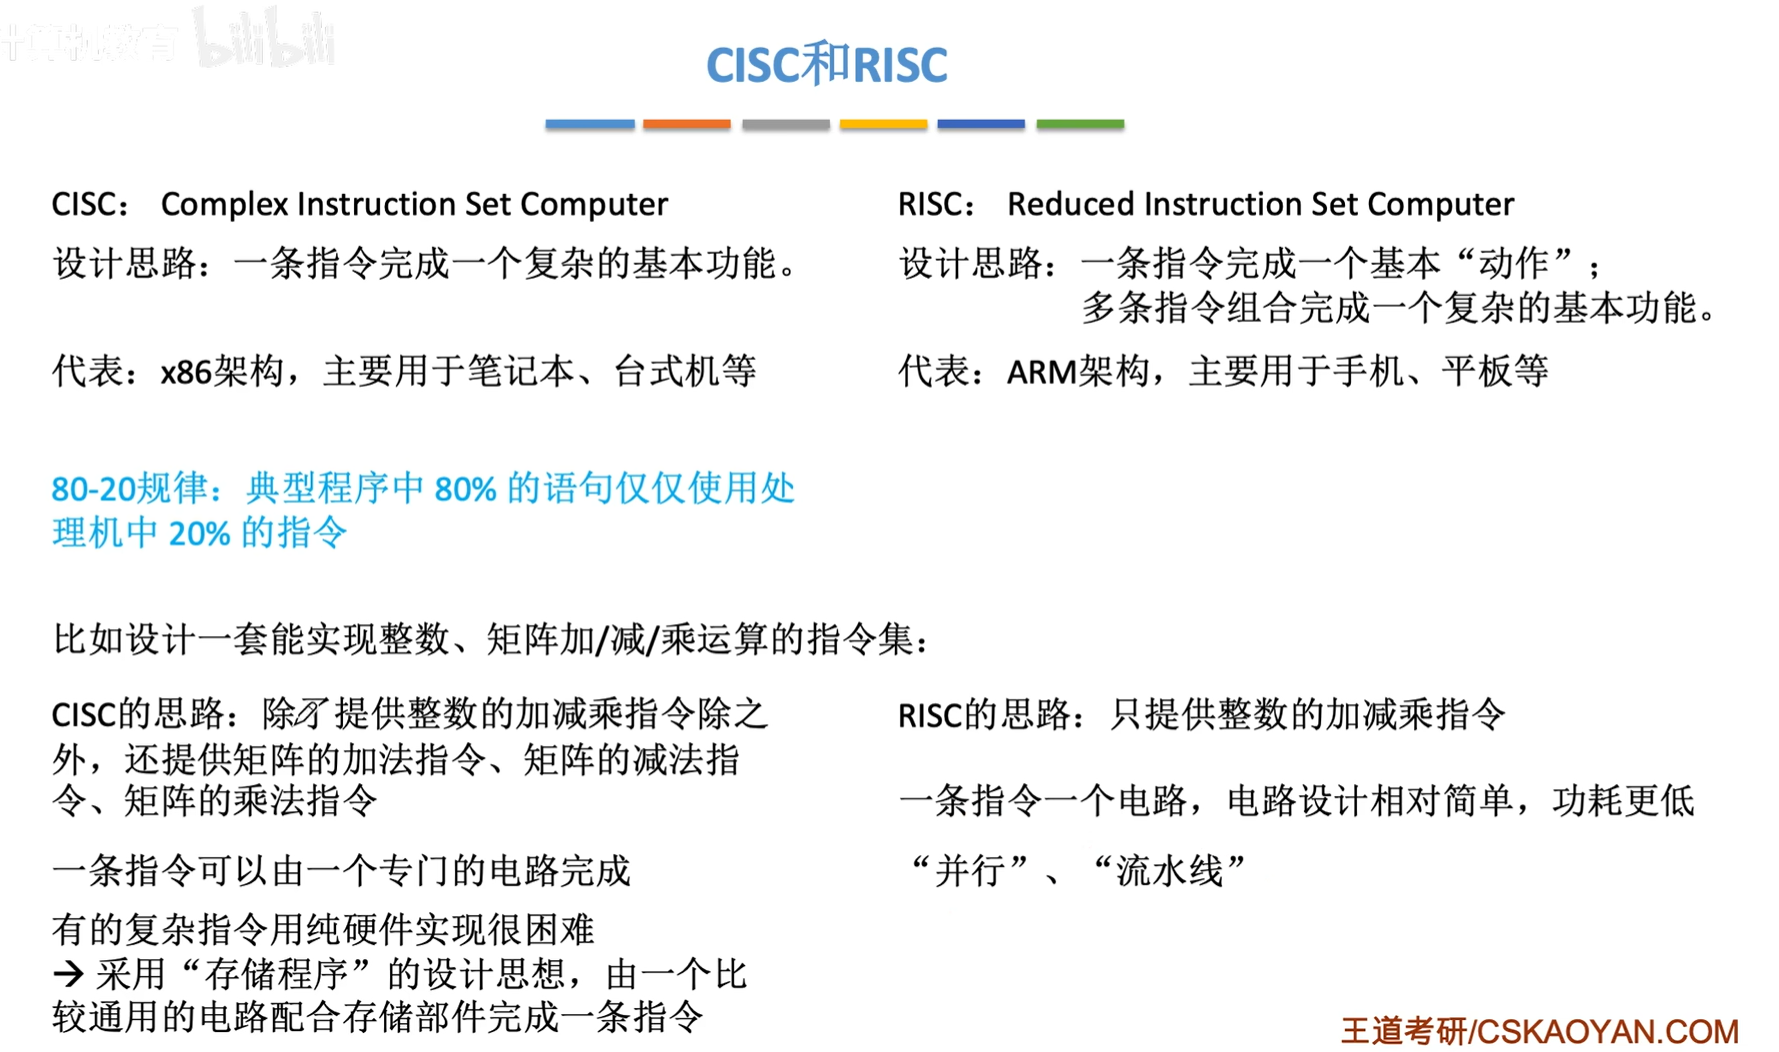 计算机教育 bilibili
CISC和RISC
CISC： Complex Instruction Set Computer
设计思路：一条指令完成一个复杂的基本功能。
代表：x86架构，主要用于笔记本、台式机等
RISC： Reduced Instruction Set Computer
设计思路：一条指令完成一个基本“动作”；
多条指令组合完成一个复杂的基本功能。
代表：ARM架构，主要用于手机、平板等
80-20规律：典型程序中 80% 的语句仅仅使用处
理机中 20% 的指令
比如设计一套能实现整数、矩阵加/减/乘运算的指令集：
CISC的思路：除了提供整数的加减乘指令除之
外，还提供矩阵的加法指令、矩阵的减法指
令、矩阵的乘法指令
一条指令可以由一个专门的电路完成
有的复杂指令用纯硬件实现很困难
→ 采用“存储程序”的设计思想，由一个比
较通用的电路配合存储部件完成一条指令
RISC的思路：只提供整数的加减乘指令
一条指令一个电路，电路设计相对简单，功耗更低
“并行”、“流水线”
王道考研/CSKAOYAN.COM